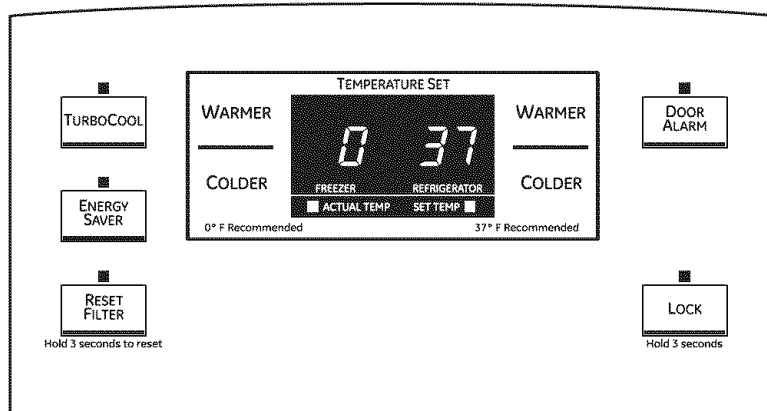 TEMPERATURE SET
TURBOCOOL
WARMER
WARMER
DOOR
ALARM
0 37
COLDER
COLDER
FREEZER
REFRIGERATOR
ENERGY
SAVER
ACTUAL TEMP
SET TEMP
0° F Recommended
37° F Recommended
RESET
FILTER
LOCK
Hold 3 seconds to reset
Hold 3 seconds